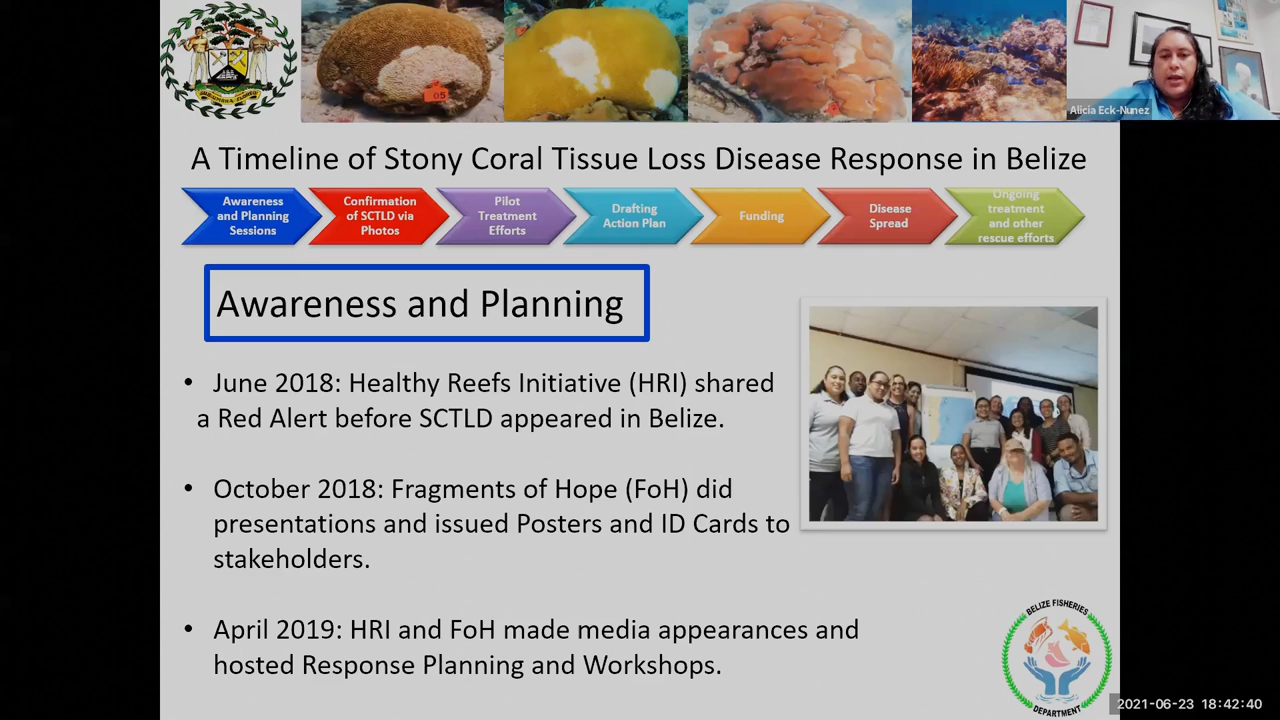 05
Alicia Eck-Nunez
A Timeline of Stony Coral Tissue Loss Disease Response in Belize
Awareness
and Planning
Sessions
Confirmation
of SCTLD via
Photos
Pilot
Treatment
Efforts
Drafting
Action Plan
Funding
Disease
Spread
Ongoing
treatment
and other
rescue efforts
Awareness and Planning
• June 2018: Healthy Reefs Initiative (HRI) shared
a Red Alert before SCTLD appeared in Belize.
• October 2018: Fragments of Hope (FoH) did
presentations and issued Posters and ID Cards to
stakeholders.
• April 2019: HRI and FoH made media appearances and
hosted Response Planning and Workshops.
BELIZE FISHERIES
DEPARTMENT
2021-06-23 18:42:40